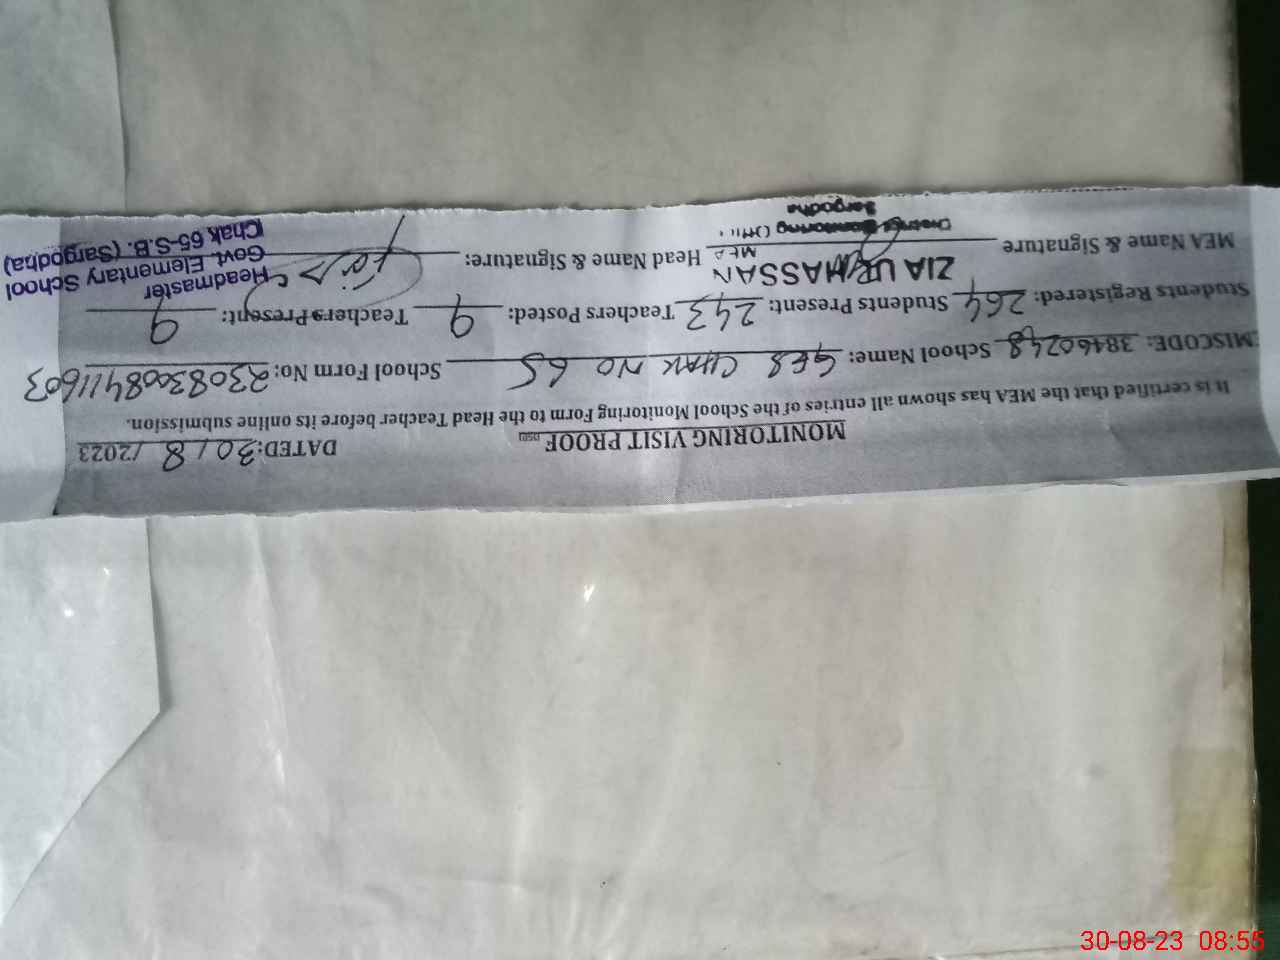 MONITORING VISIT PROOF DSD DATED: 30/8/2023
It is certified that the MEA has shown all entries of the School Monitoring Form to the Head Teacher before its online submission.
EMISCODE: 38460248 School Name: GES CHAK NO 65 School Form No: 2308308411603
Students Registered: 264 Students Present: 243 Teachers Posted: 9 Teachers Present: 9
MEA Name & Signature ZIA UR HASSAN Head Name & Signature:
MEA
Monitoring
Sargodha
Headmaster
Govt. Elementary School
Chak 65-S.B. (Sargodha)
30-08-23 08:55